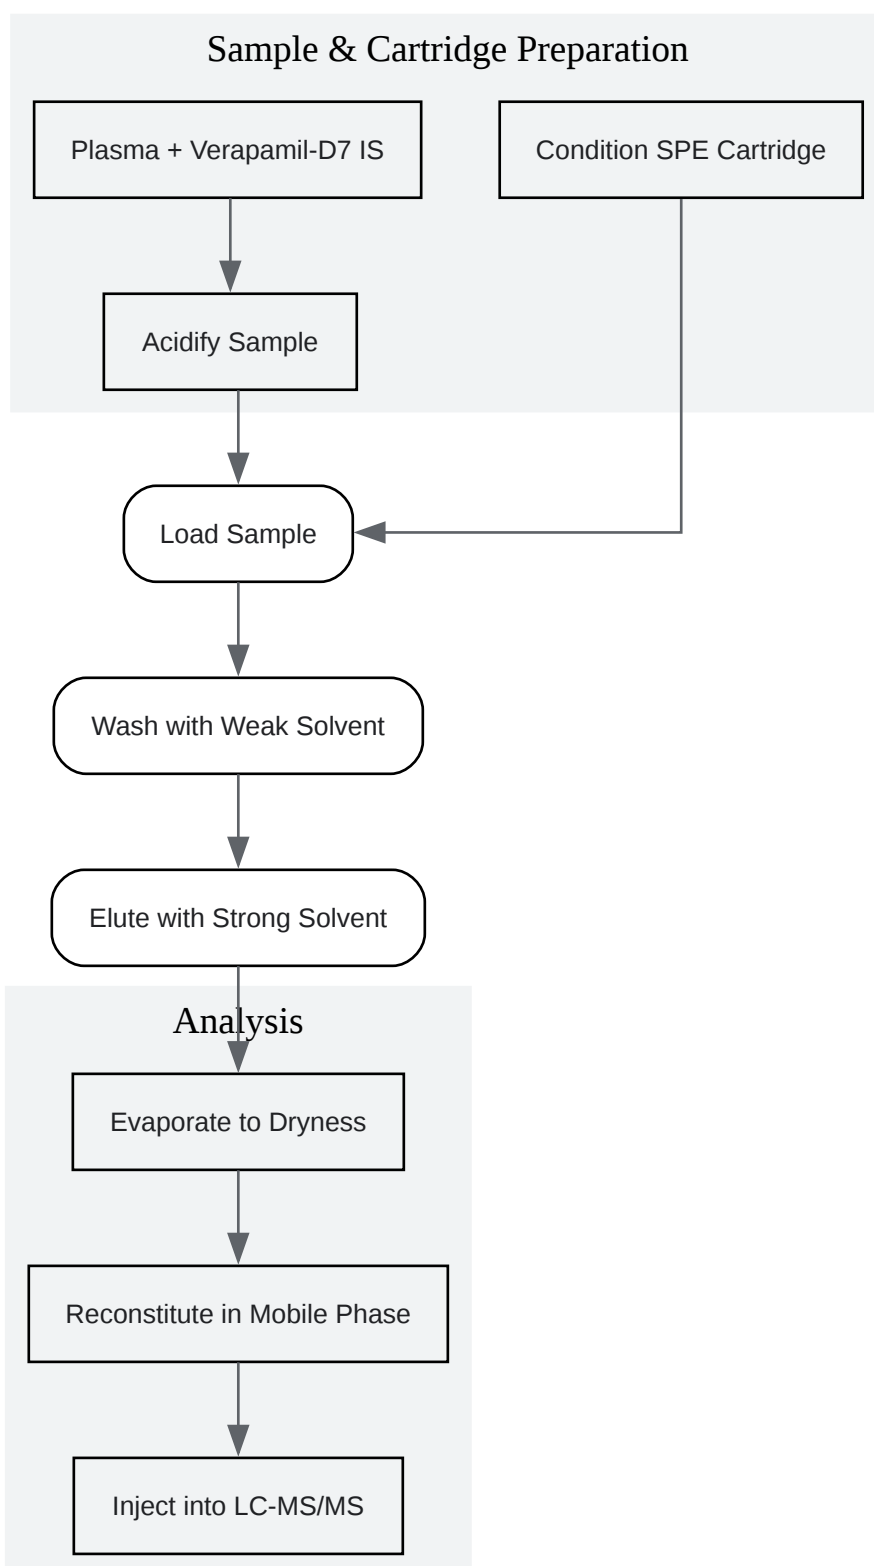 Sample & Cartridge Preparation
Plasma + Verapamil-D7 IS
Condition SPE Cartridge
Acidify Sample
Load Sample
Wash with Weak Solvent
Elute with Strong Solvent
Analysis
Evaporate to Dryness
Reconstitute in Mobile Phase
Inject into LC-MS/MS